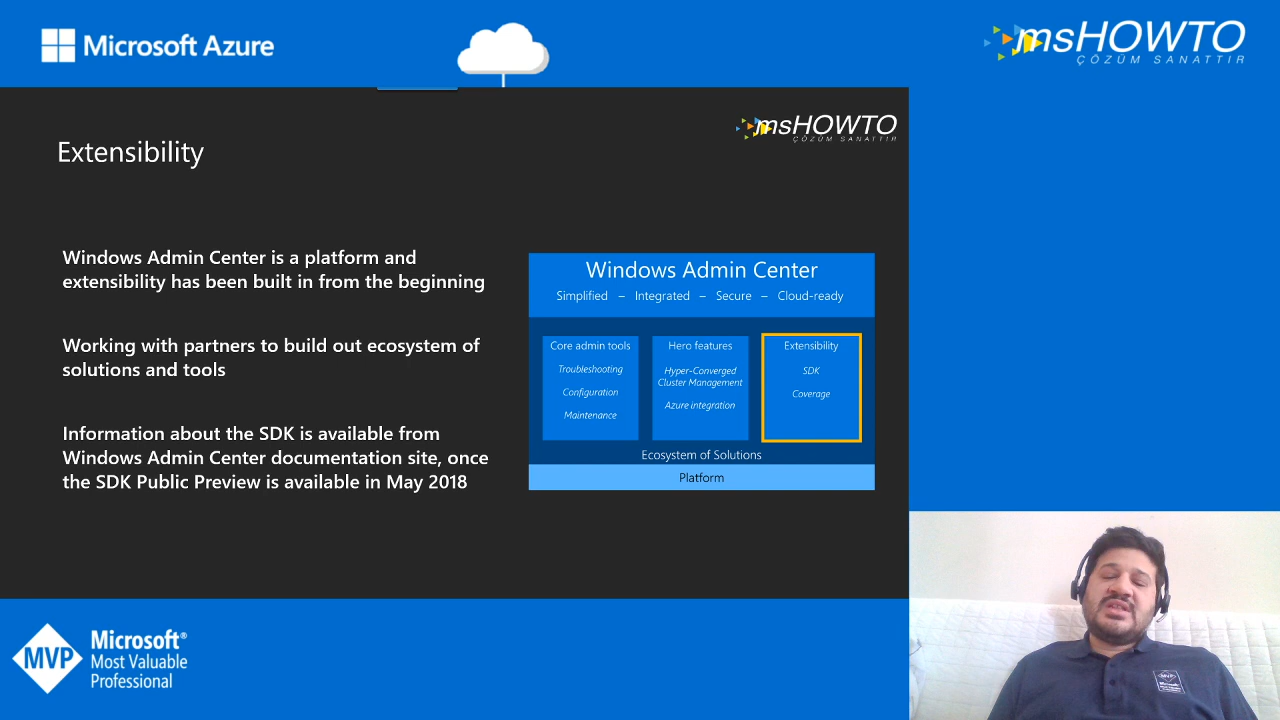 Microsoft Azure
msHOWTO
ÇÖZÜM SANATTIR
msHOWTO
ÇÖZÜM SANATTIR
Extensibility
Windows Admin Center is a platform and
extensibility has been built in from the beginning
Working with partners to build out ecosystem of
solutions and tools
Information about the SDK is available from
Windows Admin Center documentation site, once
the SDK Public Preview is available in May 2018
Windows Admin Center
Simplified – Integrated – Secure – Cloud-ready
Core admin tools
Troubleshooting
Configuration
Maintenance
Hero features
Hyper-Converged
Cluster Management
Azure integration
Extensibility
SDK
Coverage
Ecosystem of Solutions
Platform
MVP
Microsoft®
Most Valuable
Professional
MVP